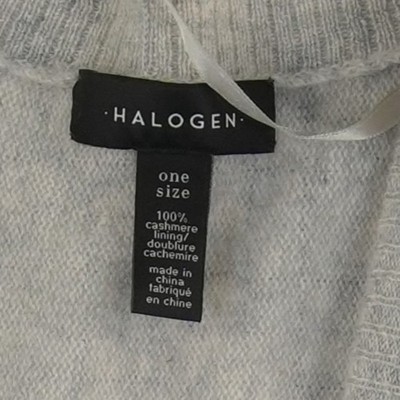 ·HALOGEN·
one
size
100%
cashmere
lining/
doublure
cachemire
made in
china
fabriqué
en chine